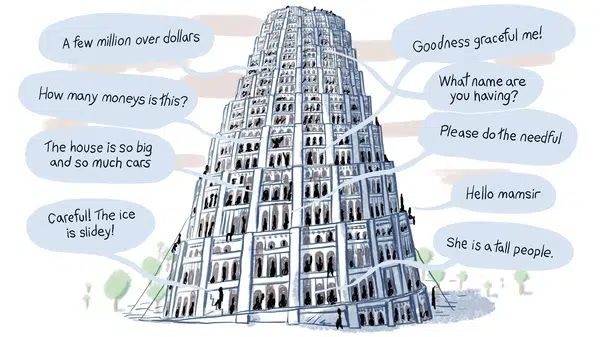 A few million over dollars
How many moneys is this?
The house is so big
and so much cars
Careful! The ice
is slidey!
Goodness graceful me!
What name are
you having?
Please do the needful
Hello mamsir
She is a tall people.